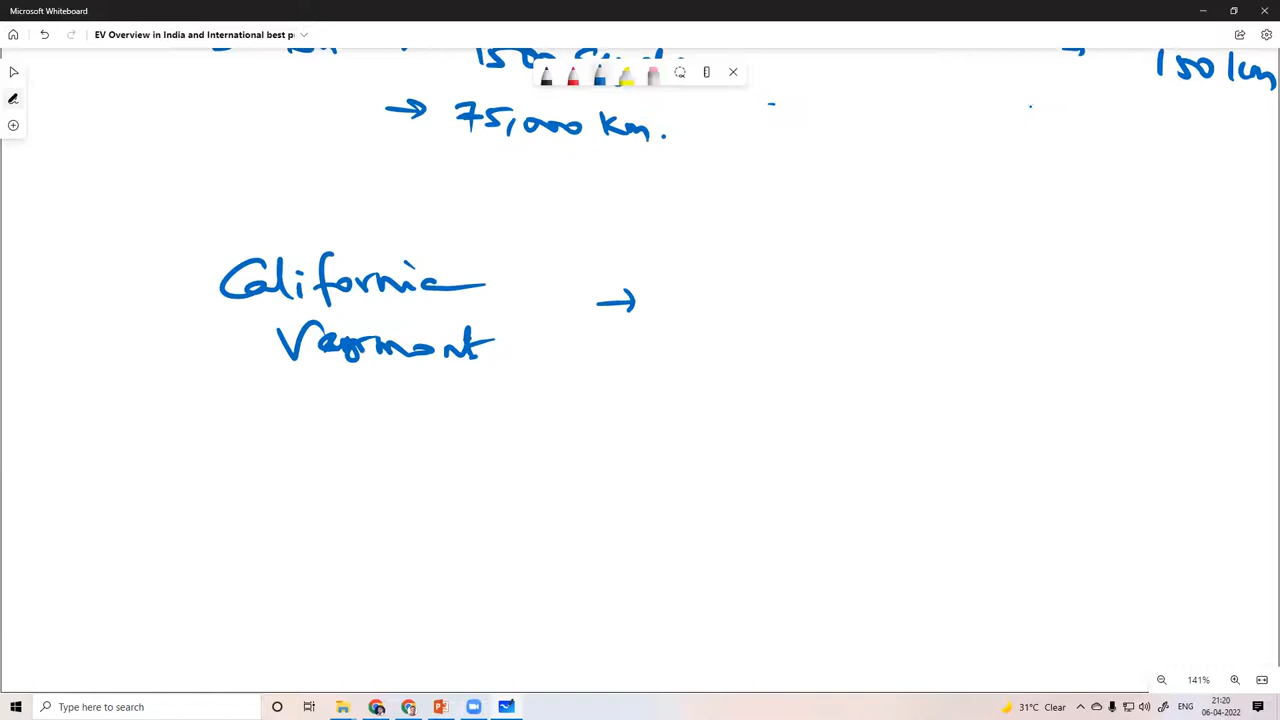 Microsoft Whiteboard
EV Overview in India and International best p
150 km
→ 75,000 km.
California
→
Vermont
141%
Type here to search
31°C Clear
ENG
21:20
06-04-2022